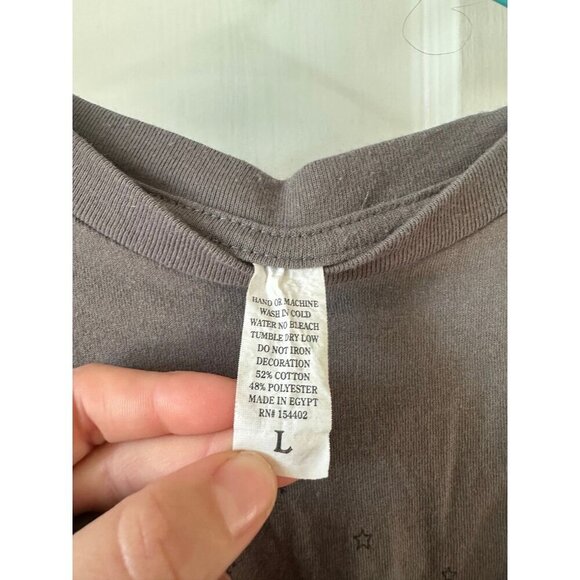 HAND OR MACHINE
WASH IN COLD
WATER NO BLEACH
TUMBLE DRY LOW
DO NOT IRON
DECORATION
52% COTTON
48% POLYESTER
MADE IN EGYPT
RN# 154402
L